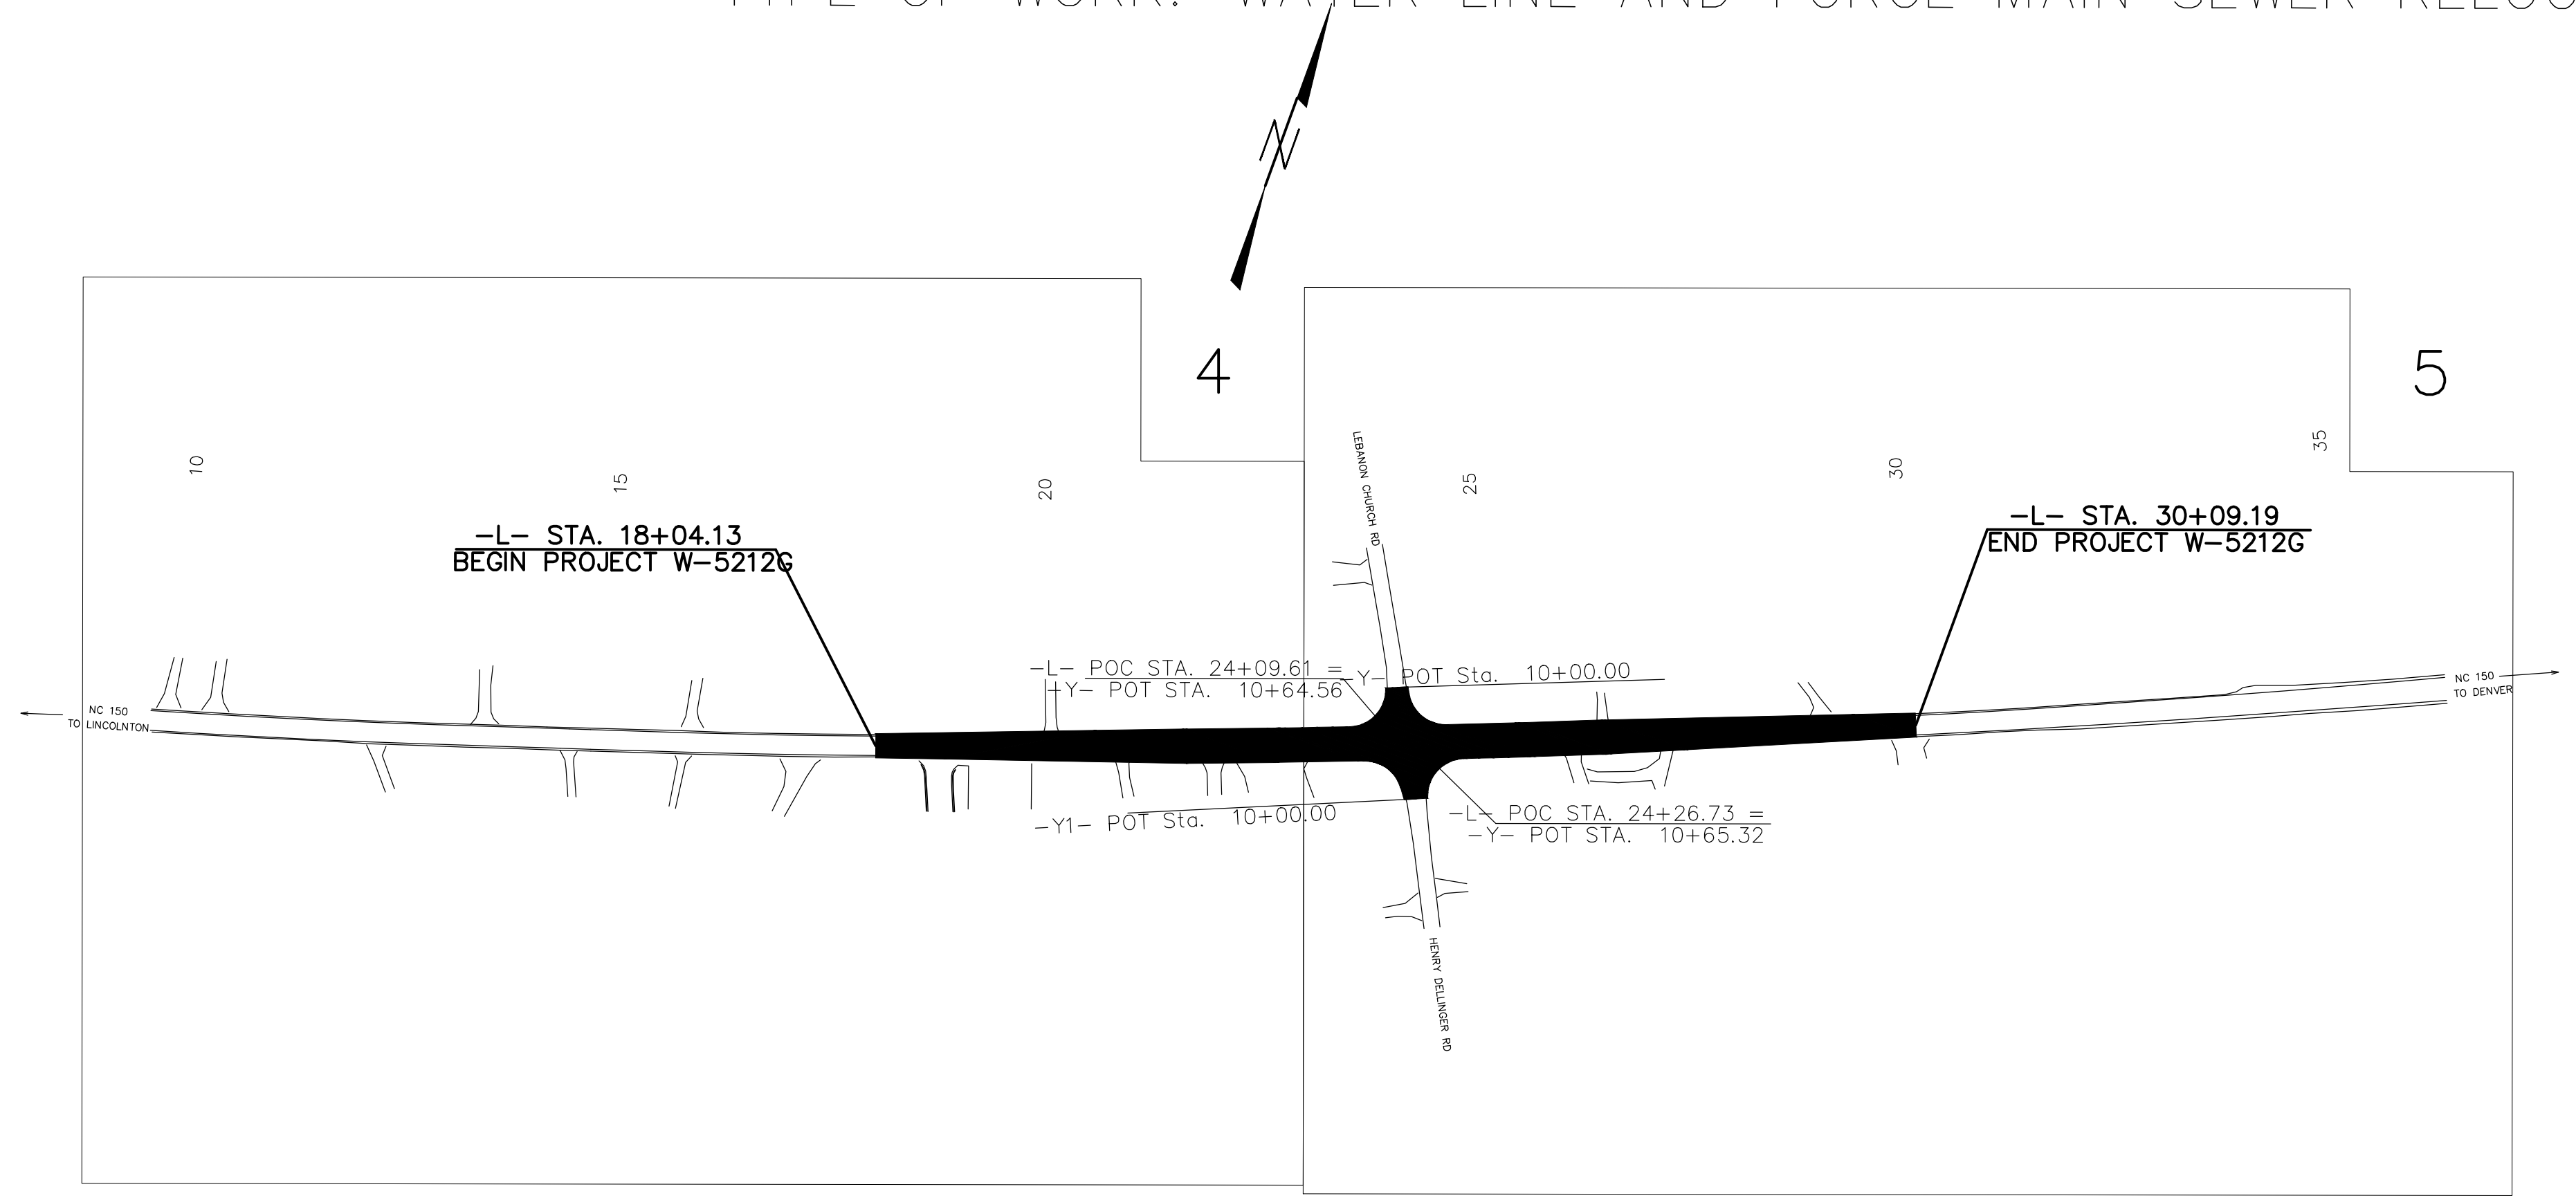 TYPE OF WORK: WATER LINE AND FORCE MAIN SEWER
N
4
5
10
15
20
25
30
35
LEBANON CHURCH RD
-L- STA. 18+04.13
BEGIN PROJECT W-5212G
-L- STA. 30+09.19
END PROJECT W-5212G
-L- POC STA. 24+09.61 =
-Y- POT STA. 10+64.56
-Y- POT Sta. 10+00.00
NC 150
TO LINCOLNTON
NC 150
TO DENVER
-Y1- POT Sta. 10+00.00
-L- POC STA. 24+26.73 =
-Y- POT STA. 10+65.32
HENRY DELLINGER RD